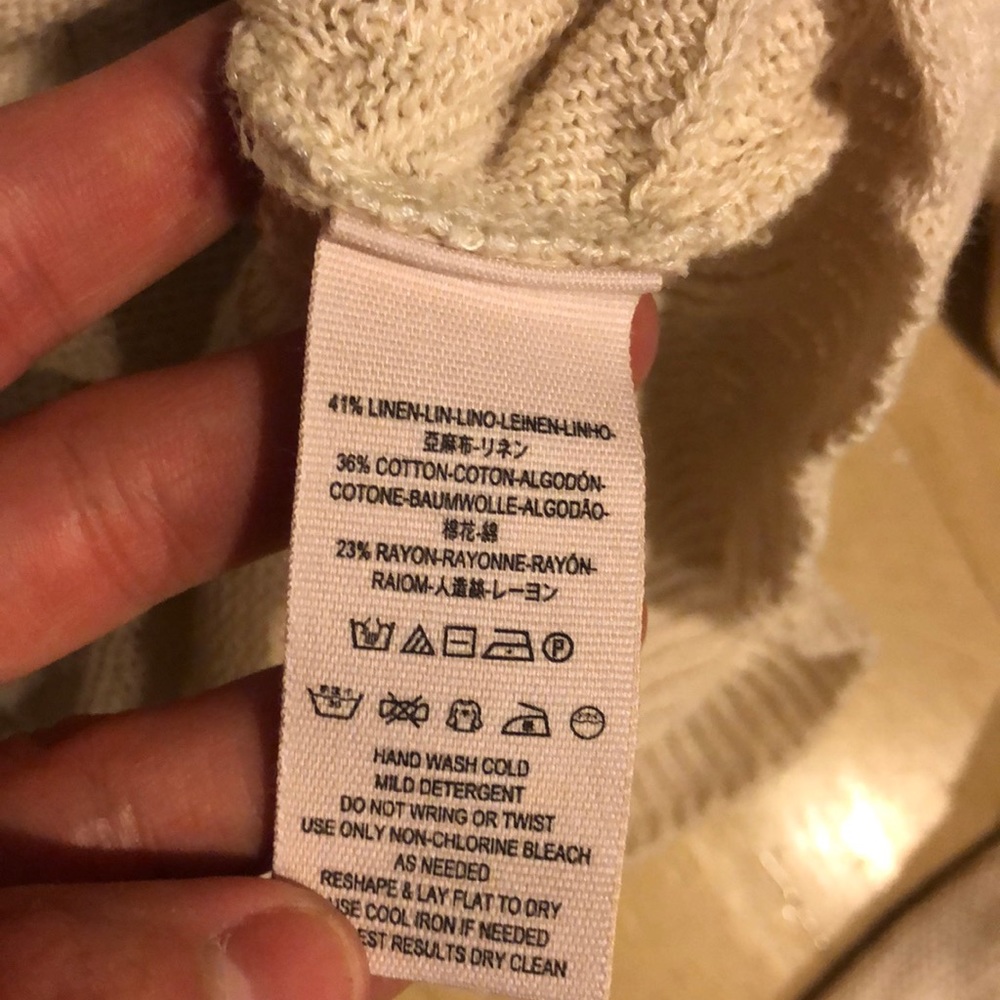 41% LINEN-LIN-LINO-LEINEN-LINHO-
亞麻布-リネン
36% COTTON-COTON-ALGODÓN-
COTONE-BAUMWOLLE-ALGODÃO-
棉花-綿
23% RAYON-RAYONNE-RAYÓN-
RAIOM-人造絲-レーヨン
P
HAND WASH COLD
MILD DETERGENT
DO NOT WRING OR TWIST
USE ONLY NON-CHLORINE BLEACH
AS NEEDED
RESHAPE & LAY FLAT TO DRY
USE COOL IRON IF NEEDED
RESULTS DRY CLEAN